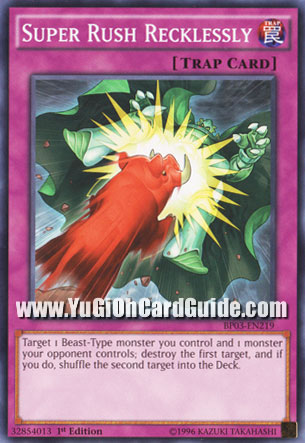 SUPER RUSH RECKLESSLY
TRAP
罠
[TRAP CARD]
www.YuGiOhCardGuide.com
BP03-EN219
Target 1 Beast-Type monster you control and 1 monster
your opponent controls; destroy the first target, and if
you do, shuffle the second target into the Deck.
32854013 1st Edition ©1996 KAZUKI TAKAHASHI